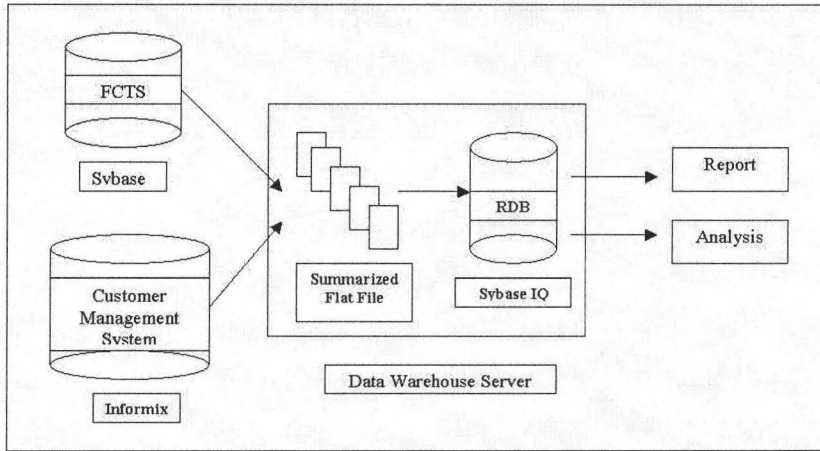 FCTS
Svbase
Customer
Management
Svstem
Informix
Summarized
Flat File
RDB
Sybase IQ
Data Warehouse Server
Report
Analysis